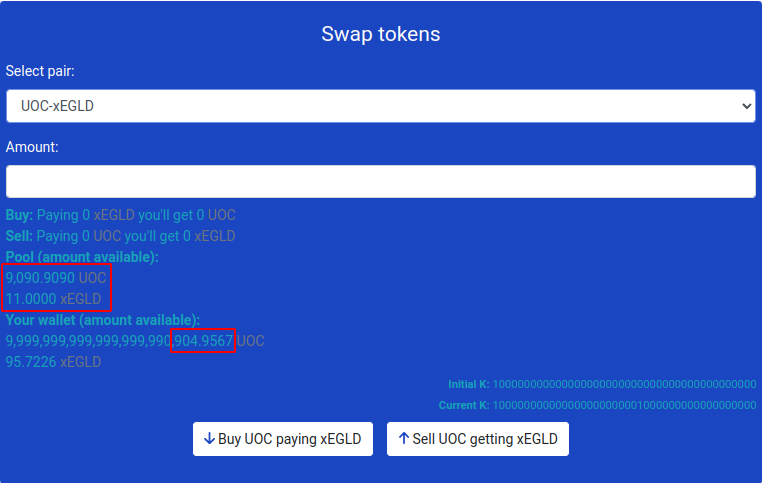 Swap tokens
Select pair:
UOC-xEGLD
Amount:
Buy: Paying 0 xEGLD you'll get 0 UOC
Sell: Paying 0 UOC you'll get 0 xEGLD
Pool (amount available):
9,090.9090 UOC
11.0000 xEGLD
Your wallet (amount available):
9,999,999,999,999,999,990,904.9567 UOC
95.7226 xEGLD
Initial K: 100000000000000000000000000000000000000000
Current K: 100000000000000000000001000000000000000000
Buy UOC paying xEGLD
Sell UOC getting xEGLD